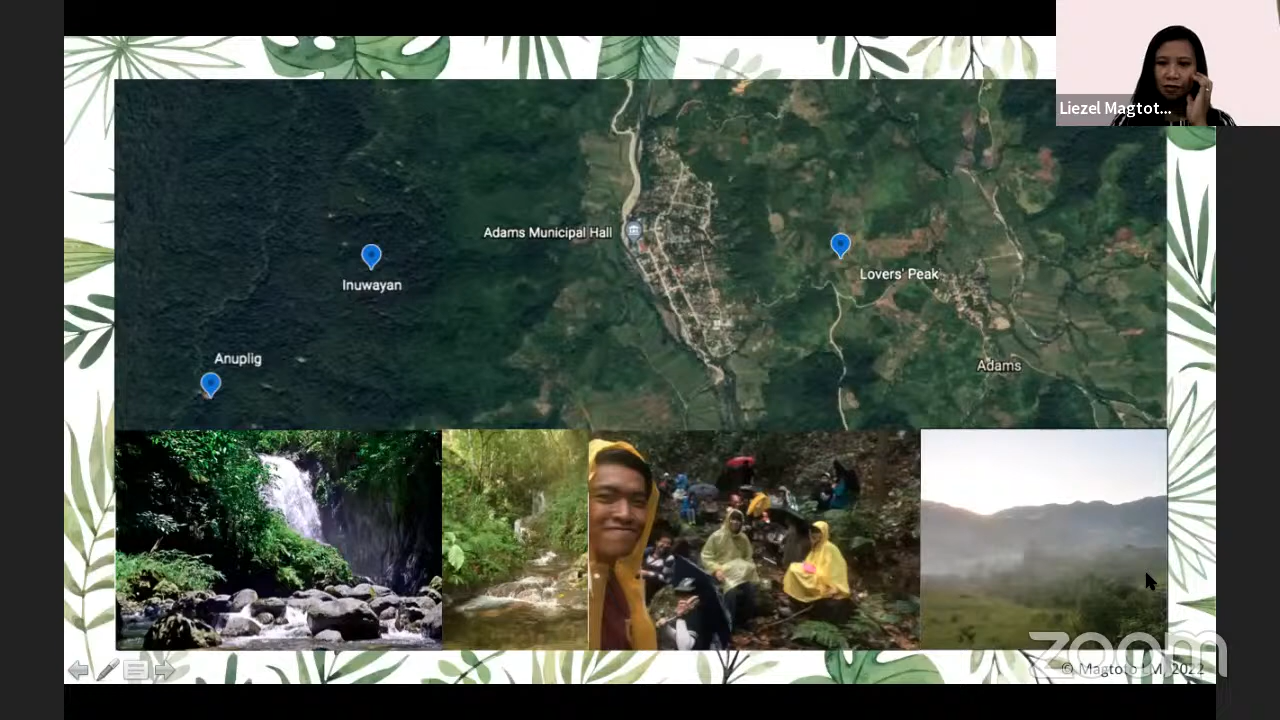 Liezel Magtot...
Adams Municipal Hall
Inuwayan
Lovers' Peak
Anuplig
Adams
zoom
© Magtoto LM, 2022